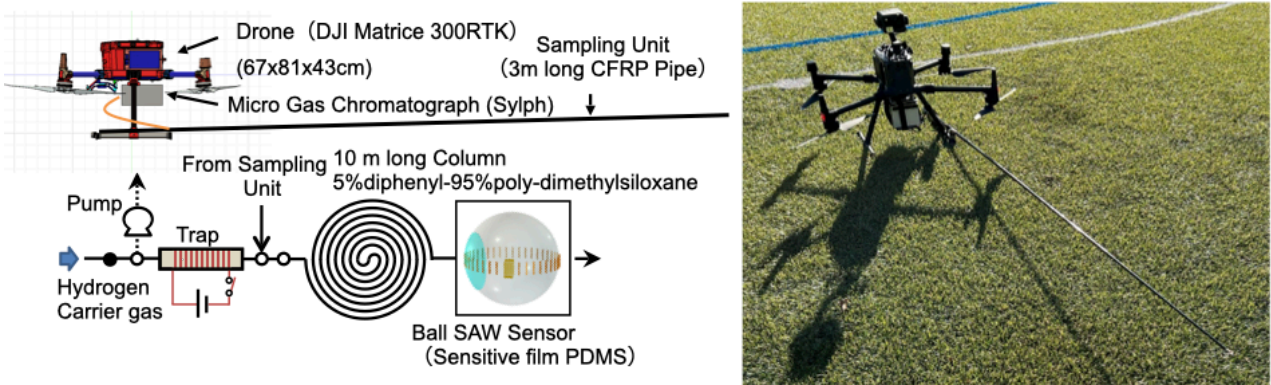 Drone（DJI Matrice 300RTK）
(67x81x43cm)
Micro Gas Chromatograph (Sylph)
Sampling Unit
（3m long CFRP Pipe）
From Sampling
Unit
10 m long Column
5%diphenyl-95%poly-dimethylsiloxane
Pump
Trap
Hydrogen
Carrier gas
Ball SAW Sensor
（Sensitive film PDMS）